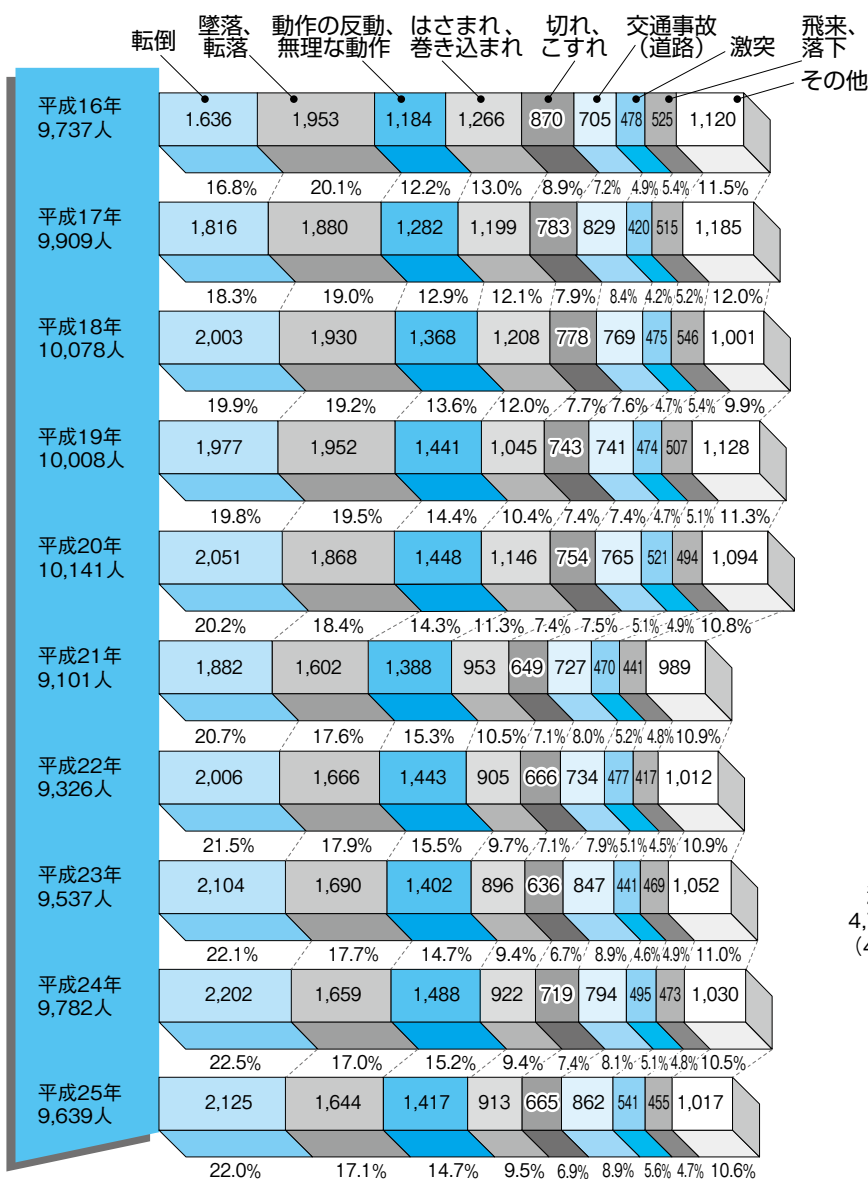 転倒
墜落、
転落
動作の反動、
無理な動作
はさまれ、
巻き込まれ
切れ、
こすれ
交通事故
（道路）
激突
飛来、
落下
その他
平成16年
9,737人
1.636 1,953 1,184 1,266 870 705 478 525 1,120
16.8% 20.1% 12.2% 13.0% 8.9% 7.2% 4.9% 5.4% 11.5%
平成17年
9,909人
1,816 1,880 1,282 1,199 783 829 420 515 1,185
18.3% 19.0% 12.9% 12.1% 7.9% 8.4% 4.2% 5.2% 12.0%
平成18年
10,078人
2,003 1,930 1,368 1,208 778 769 475 546 1,001
19.9% 19.2% 13.6% 12.0% 7.7% 7.6% 4.7% 5.4% 9.9%
平成19年
10,008人
1,977 1,952 1,441 1,045 743 741 474 507 1,128
19.8% 19.5% 14.4% 10.4% 7.4% 7.4% 4.7% 5.1% 11.3%
平成20年
10,141人
2,051 1,868 1,448 1,146 754 765 521 494 1,094
20.2% 18.4% 14.3% 11.3% 7.4% 7.5% 5.1% 4.9% 10.8%
平成21年
9,101人
1,882 1,602 1,388 953 649 727 470 441 989
20.7% 17.6% 15.3% 10.5% 7.1% 8.0% 5.2% 4.8% 10.9%
平成22年
9,326人
2,006 1,666 1,443 905 666 734 477 417 1,012
21.5% 17.9% 15.5% 9.7% 7.1% 7.9% 5.1% 4.5% 10.9%
平成23年
9,537人
2,104 1,690 1,402 896 636 847 441 469 1,052
22.1% 17.7% 14.7% 9.4% 6.7% 8.9% 4.6% 4.9% 11.0%
平成24年
9,782人
2,202 1,659 1,488 922 719 794 495 473 1,030
22.5% 17.0% 15.2% 9.4% 7.4% 8.1% 5.1% 4.8% 10.5%
平成25年
9,639人
2,125 1,644 1,417 913 665 862 541 455 1,017
22.0% 17.1% 14.7% 9.5% 6.9% 8.9% 5.6% 4.7% 10.6%